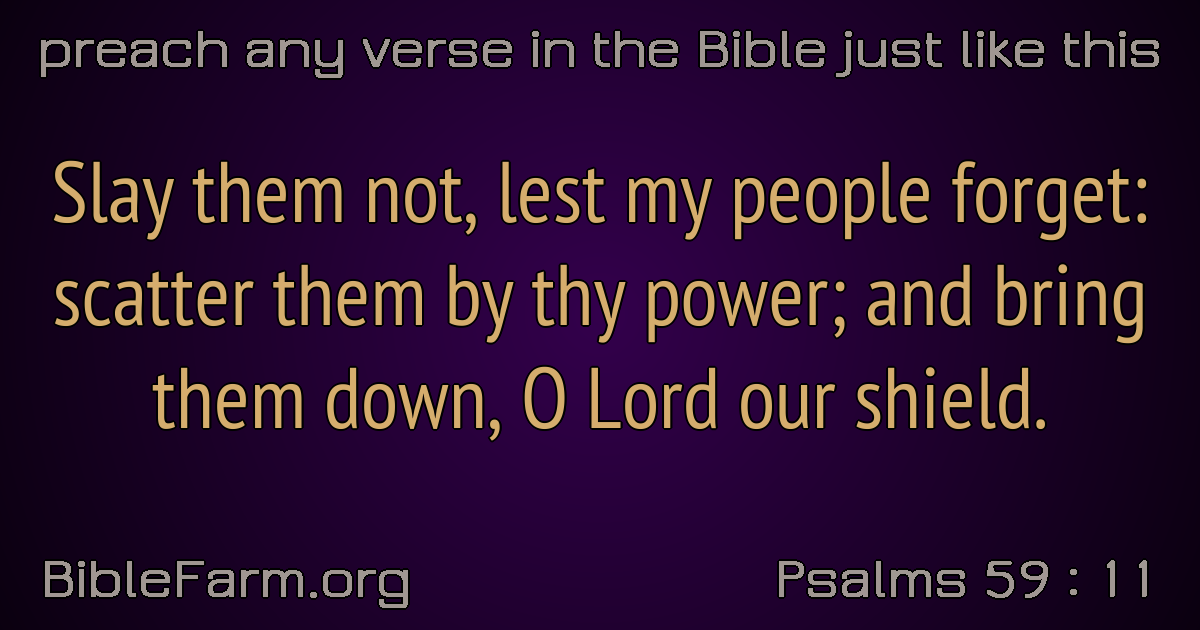 preach any verse in the Bible just like this
Slay them not, lest my people forget:
scatter them by thy power; and bring
them down, O Lord our shield.
BibleFarm.org
Psalms 59 : 11